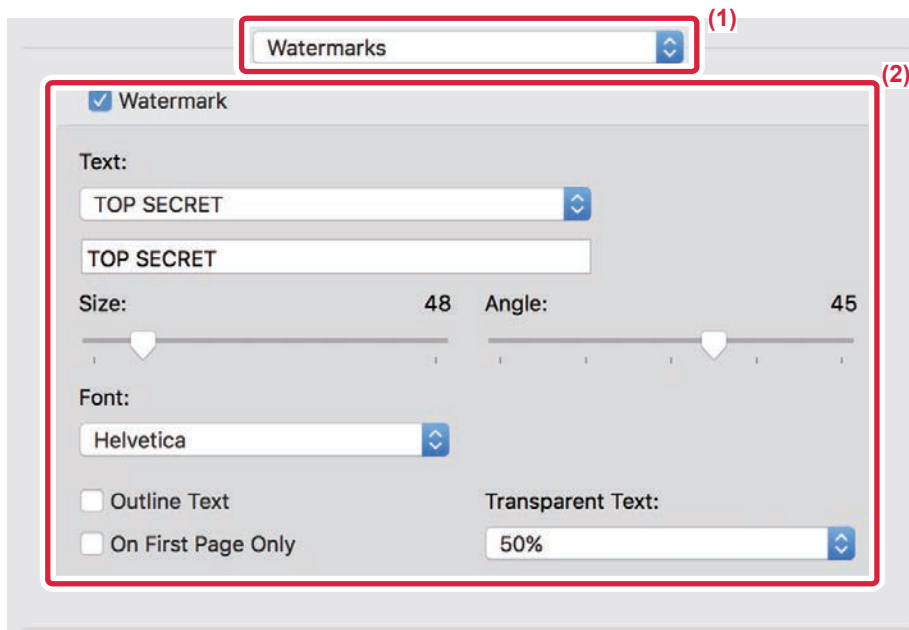 (1)
Watermarks
(2)
Watermark
Text:
TOP SECRET
TOP SECRET
Size: 48 Angle: 45
Font:
Helvetica
Outline Text Transparent Text:
On First Page Only 50%